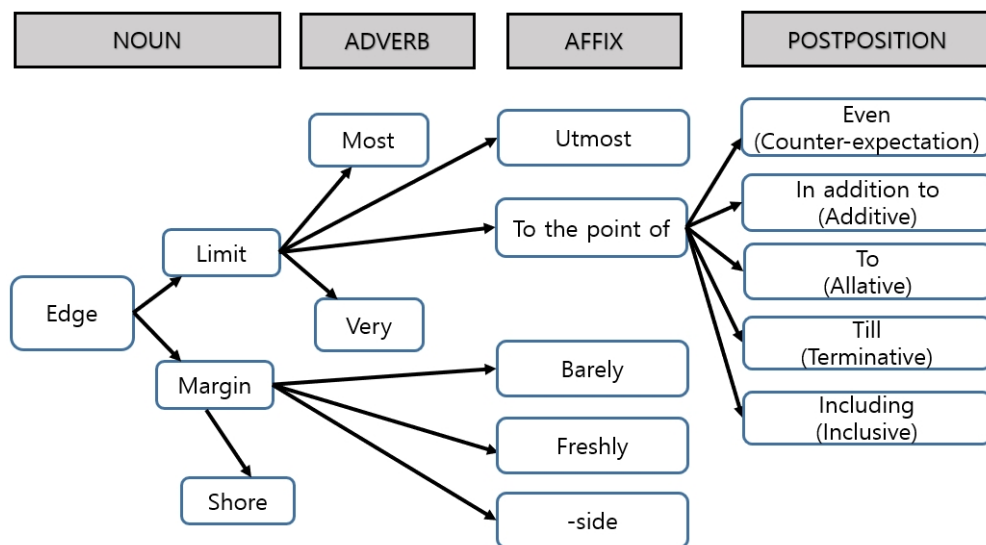 NOUN
ADVERB
AFFIX
POSTPOSITION
Edge
Limit
Margin
Shore
Most
Very
Utmost
To the point of
Barely
Freshly
-side
Even
(Counter-expectation)
In addition to
(Additive)
To
(Allative)
Till
(Terminative)
Including
(Inclusive)